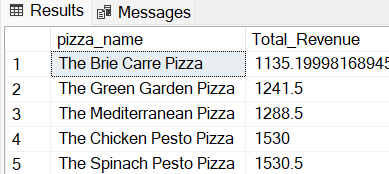 Results Messages
pizza_name Total_Revenue
1 The Brie Carre Pizza 1135.19998168945
2 The Green Garden Pizza 1241.5
3 The Mediterranean Pizza 1288.5
4 The Chicken Pesto Pizza 1530
5 The Spinach Pesto Pizza 1530.5